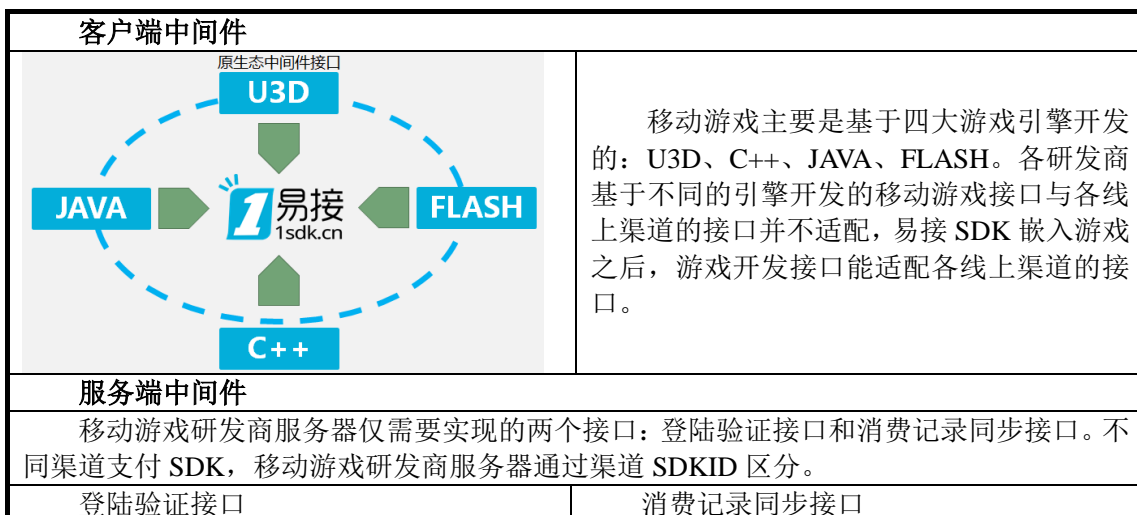 客户端中间件
原生态中间件接口
U3D
JAVA
1易接
1sdk.cn
FLASH
C++
移动游戏主要是基于四大游戏引擎开发
的：U3D、C++、JAVA、FLASH。各研发商
基于不同的引擎开发的移动游戏接口与各线
上渠道的接口并不适配，易接 SDK 嵌入游戏
之后，游戏开发接口能适配各线上渠道的接
口。
服务端中间件
移动游戏研发商服务器仅需要实现的两个接口：登陆验证接口和消费记录同步接口。不
同渠道支付 SDK，移动游戏研发商服务器通过渠道 SDKID 区分。
登陆验证接口
消费记录同步接口